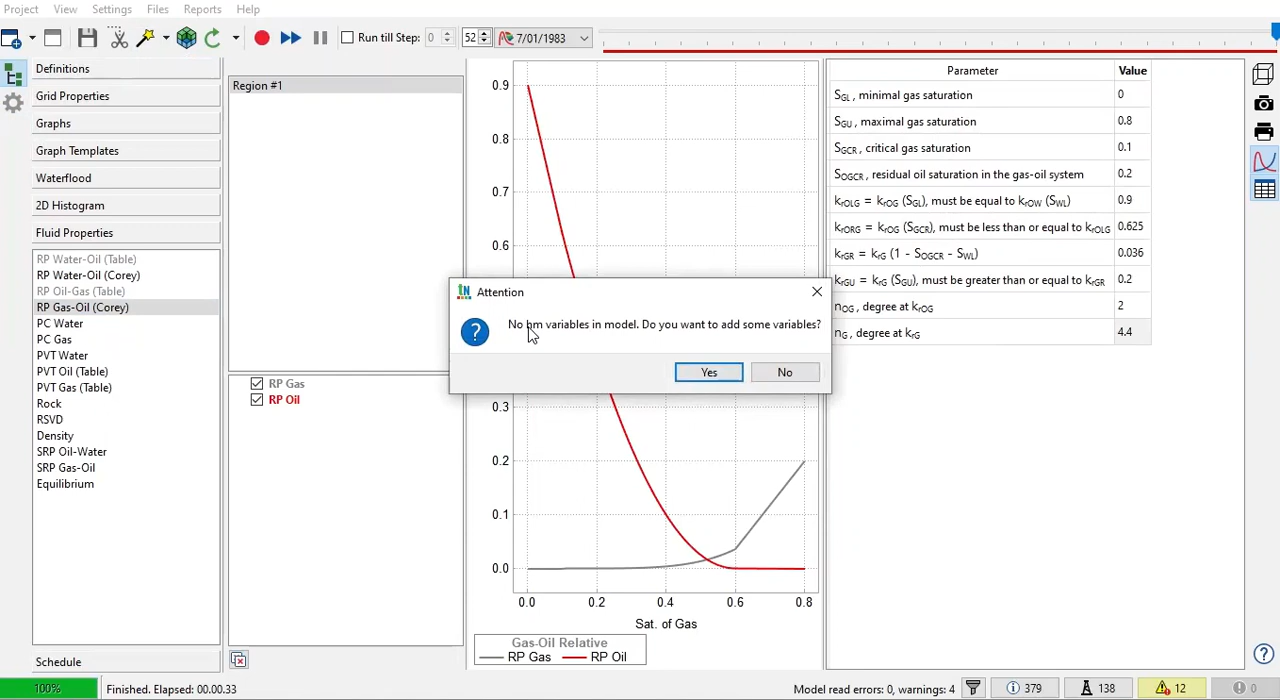 Project View Settings Files Reports Help
Run till Step: 0 52 7/01/1983
Definitions
Grid Properties
Graphs
Graph Templates
Waterflood
2D Histogram
Fluid Properties
RP Water-Oil (Table)
RP Water-Oil (Corey)
RP Oil-Gas (Table)
RP Gas-Oil (Corey)
PC Water
PC Gas
PVT Water
PVT Oil (Table)
PVT Gas (Table)
Rock
RSVD
Density
SRP Oil-Water
SRP Gas-Oil
Equilibrium
Schedule
Region #1
RP Gas
RP Oil
0.9
0.8
0.7
0.6
0.3
0.2
0.1
0.0
0.0 0.2 0.4 0.6 0.8
Sat. of Gas
Gas-Oil Relative
RP Gas RP Oil
Attention
No hm variables in model. Do you want to add some variables?
Yes No
Parameter Value
SGL , minimal gas saturation 0
SGU , maximal gas saturation 0.8
SGCR , critical gas saturation 0.1
SOGCR , residual oil saturation in the gas-oil system 0.2
krOLG = krOG (SGL), must be equal to krOW (SWL) 0.9
krORG = krOG (SGCR), must be less than or equal to krOLG 0.625
krGR = krG (1 - SOGCR - SWL) 0.036
krGU = krG (SGU), must be greater than or equal to krGR 0.2
nOG , degree at krOG 2
nG , degree at krG 4.4
100% Finished. Elapsed: 00.00.33 Model read errors: 0, warnings: 4 379 138 12 0